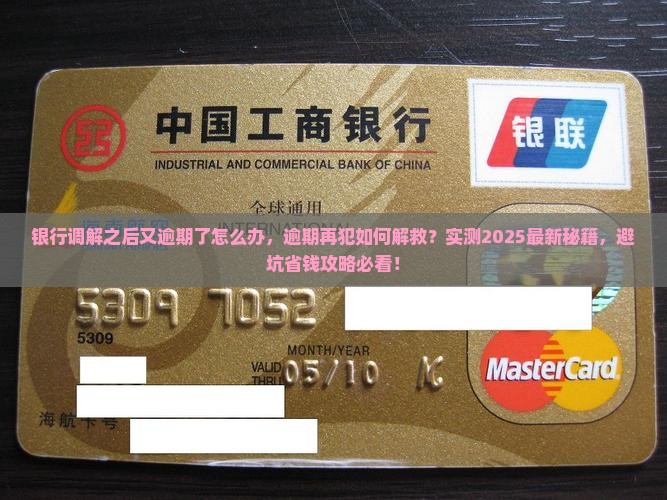 中国工商银行
INDUSTRIAL AND COMMERCIAL BANK OF CHINA
银联
全球通用
INTERNATIONAL
银行调解之后又逾期了怎么办，逾期再犯如何解救？实测2025最新秘籍，避
坑省钱攻略必看！
5309 7052
5309
MONTH/YEAR
VALID
THRU 05/10
MasterCard
海航卡号